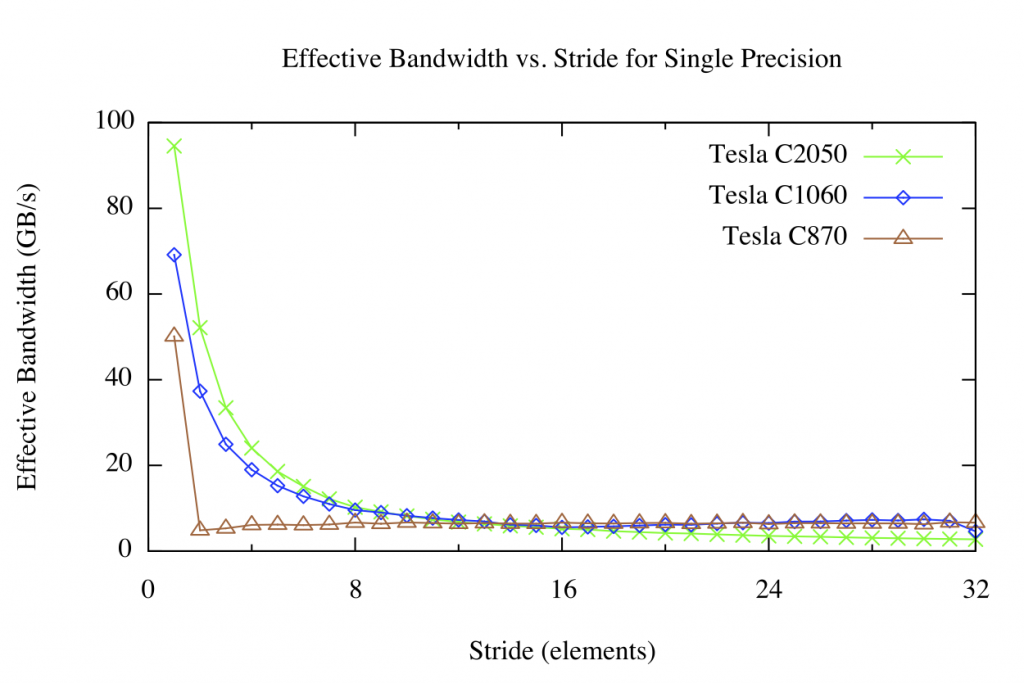 Effective Bandwidth vs. Stride for Single Precision
Effective Bandwidth (GB/s)
100
80
60
40
20
0
Tesla C2050
Tesla C1060
Tesla C870
0 8 16 24 32
Stride (elements)